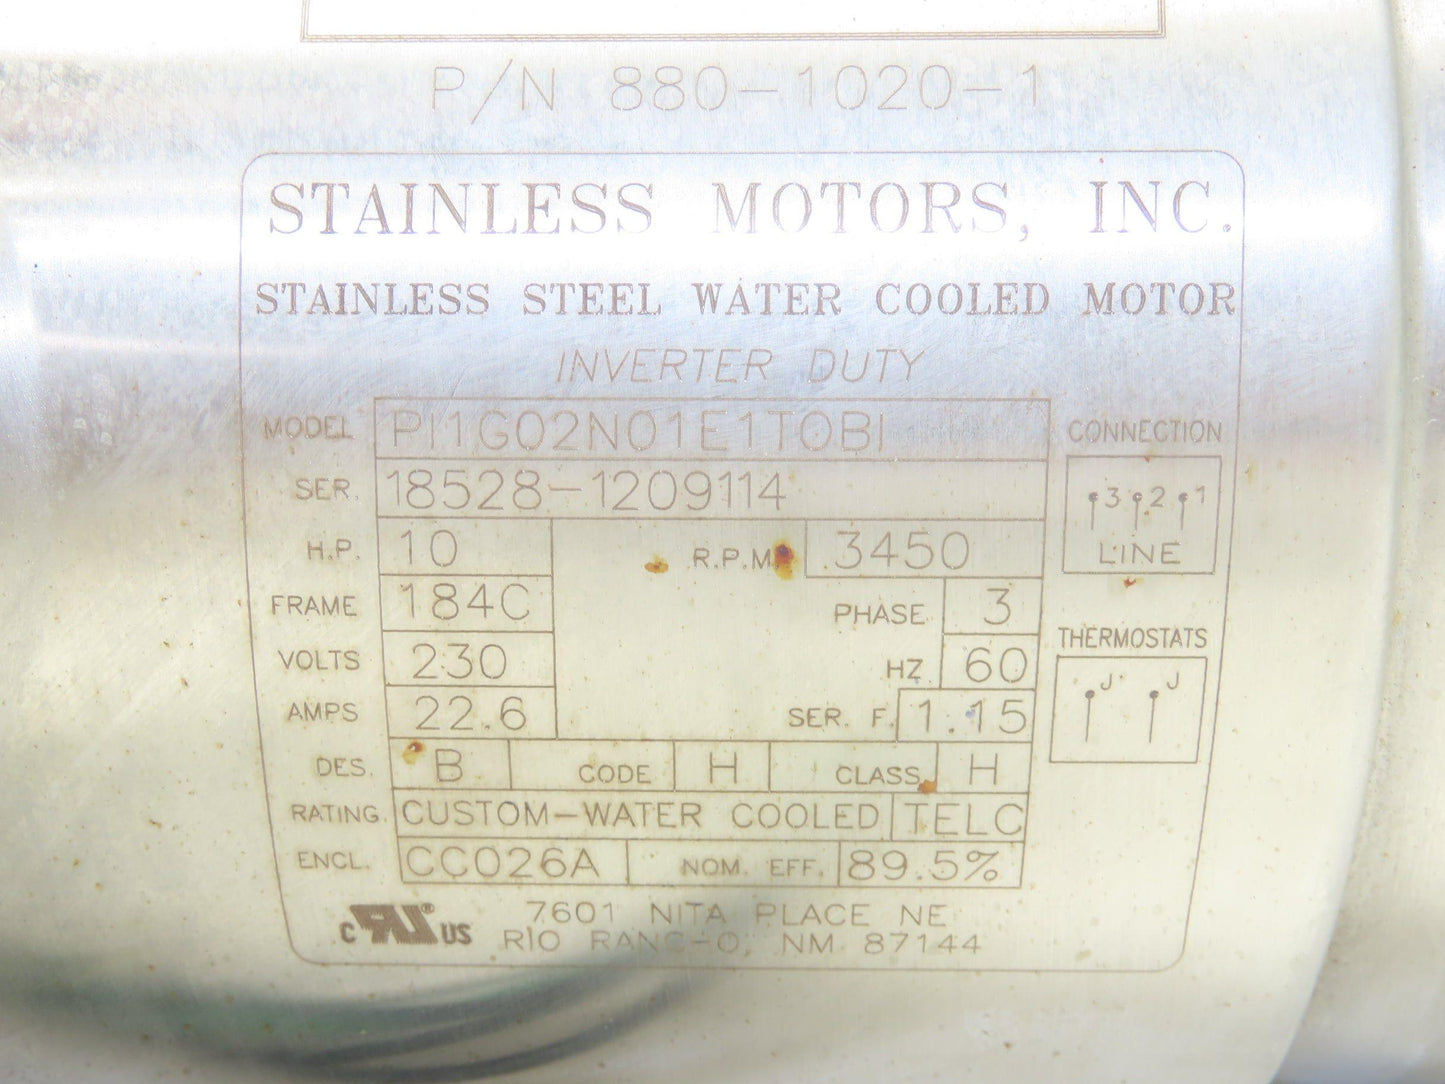 P/N 880-1020-1
STAINLESS MOTORS, INC.
STAINLESS STEEL WATER COOLED MOTOR
INVERTER DUTY
MODEL PI1G02N01E1T0BI
SER. 18528-1209114
H.P. 10 R.P.M. 3450
FRAME 184C PHASE 3
VOLTS 230 HZ. 60
AMPS 22.6 SER. F. 1.15
DES. B CODE H CLASS H
RATING. CUSTOM-WATER COOLED TELC
ENCL. CC026A NOM. EFF. 89.5%
CONNECTION
3 2 1
LINE
THERMOSTATS
J J
C RU® US
7601 NITA PLACE NE
RIO RANC-O, NM 87144